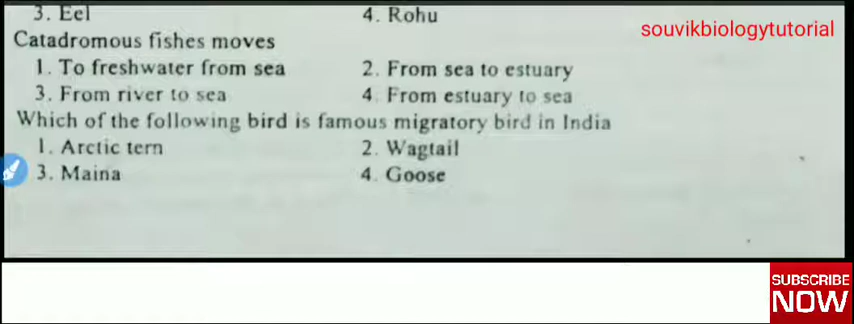 3. Eel 4. Rohu
souvikbiologytutorial
Catadromous fishes moves
1. To freshwater from sea 2. From sea to estuary
3. From river to sea 4. From estuary to sea
Which of the following bird is famous migratory bird in India
1. Arctic tern 2. Wagtail
3. Maina 4. Goose
SUBSCRIBE
NOW